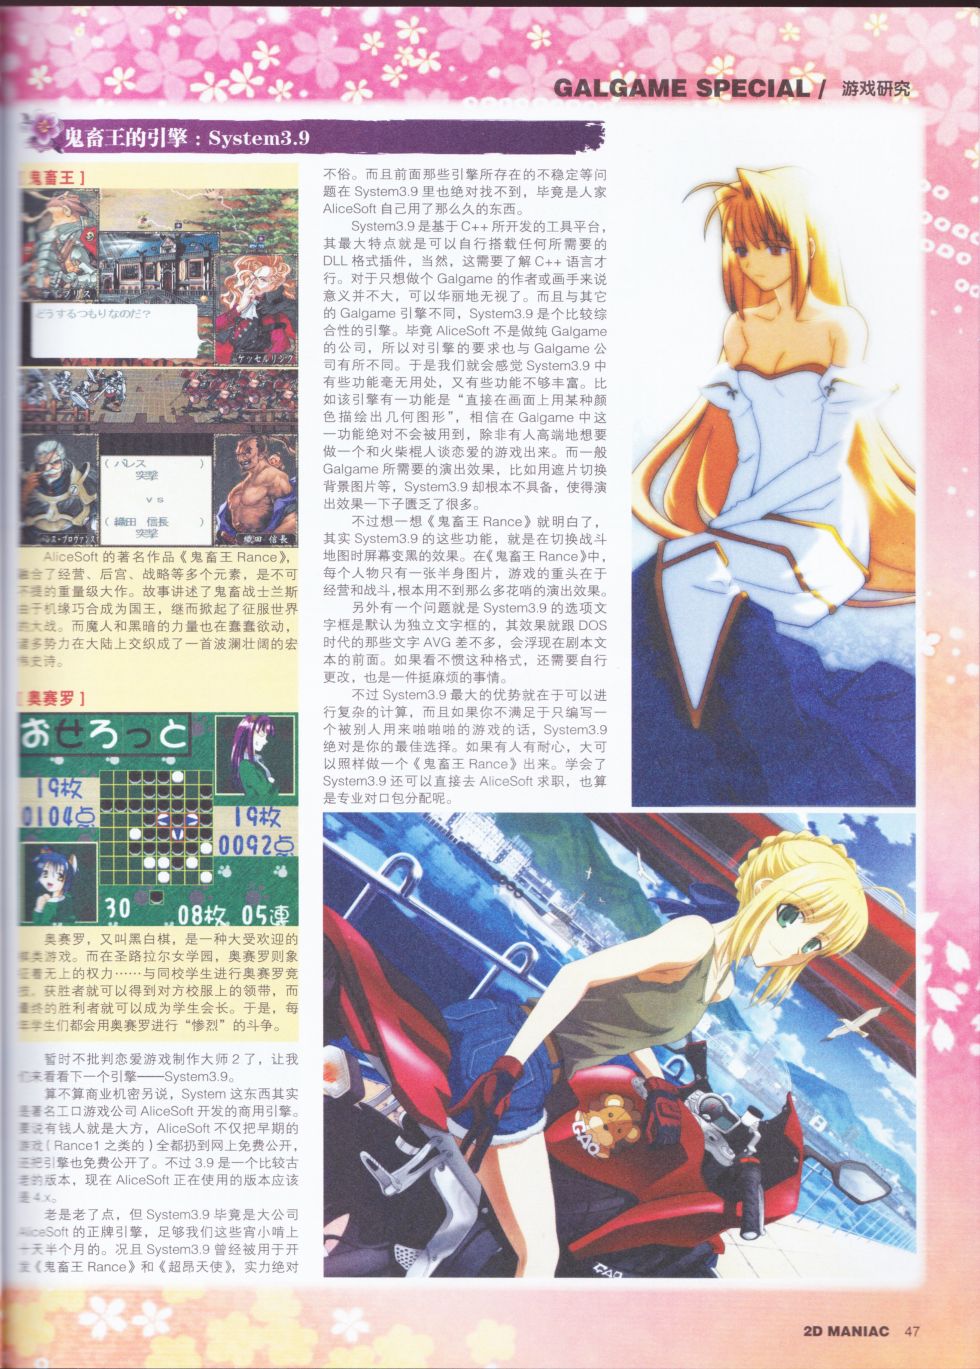 GALGAME SPECIAL / 游戏研究
鬼畜王的引擎：System3.9
[鬼畜王]
どうするつもりなのだ？
ケッセルリンク
( バレス )
突撃
vs
( 織田 信長 )
突撃
織田 信長
AliceSoft 的著名作品《鬼畜王 Rance》，
融合了经营、后宫、战略等多个元素，是不可
不提的重量级大作。故事讲述了鬼畜战士兰斯
由于机缘巧合成为国王，继而掀起了征服世界
的大战。而魔人和黑暗的力量也在蠢蠢欲动，
诸多势力在大陆上交织成了一首波澜壮阔的宏
伟史诗。
[奥赛罗]
おせろっと
19枚
0104点
19枚
0092点
30
08枚 05連
奥赛罗，又叫黑白棋，是一种大受欢迎的
棋类游戏。而在圣路拉尔女学园，奥赛罗则象
征着无上的权力……与同校学生进行奥赛罗竞
技，获胜者就可以得到对方校服上的领带，而
最终的胜利者就可以成为学生会长。于是，每
年学生们都会用奥赛罗进行“惨烈”的斗争。
暂时不批判恋爱游戏制作大师 2 了，让我
们来看看下一个引擎——System3.9。
算不算商业机密另说，System 这东西其实
是著名工口游戏公司 AliceSoft 开发的商用引擎。
要说有钱人就是大方，AliceSoft 不仅把早期的
游戏（Rance1 之类的）全都扔到网上免费公开，
还把引擎也免费公开了。不过 3.9 是一个比较古
老的版本，现在 AliceSoft 正在使用的版本应该
是 4.x。
老是老了点，但 System3.9 毕竟是大公司
AliceSoft 的正牌引擎，足够我们这些宵小啃上
十天半个月的。况且 System3.9 曾经被用于开
发《鬼畜王 Rance》和《超昂天使》，实力绝对
不俗。而且前面那些引擎所存在的不稳定等问
题在 System3.9 里也绝对找不到，毕竟是人家
AliceSoft 自己用了那么久的东西。
System3.9 是基于 C++ 所开发的工具平台，
其最大特点就是可以自行搭载任何所需要的
DLL 格式插件，当然，这需要了解 C++ 语言才
行。对于只想做个 Galgame 的作者或画手来说
意义并不大，可以华丽地无视了。而且与其它
的 Galgame 引擎不同，System3.9 是个比较综
合性的引擎。毕竟 AliceSoft 不是做纯 Galgame
的公司，所以对引擎的要求也与 Galgame 公
司有所不同。于是我们就会感觉 System3.9 中
有些功能毫无用处，又有些功能不够丰富。比
如该引擎有一功能是“直接在画面上用某种颜
色描绘出几何图形”，相信在 Galgame 中这
一功能绝对不会被用到，除非有人高端地想要
做一个和火柴棍人谈恋爱的游戏出来。而一般
Galgame 所需要的演出效果，比如用遮片切换
背景图片等，System3.9 却根本不具备，使得演
出效果一下子匮乏了很多。
不过想一想《鬼畜王 Rance》就明白了，
其实 System3.9 的这些功能，就是在切换战斗
地图时屏幕变黑的效果。在《鬼畜王 Rance》中，
每个人物只有一张半身图片，游戏的重头在于
经营和战斗，根本用不到那么多花哨的演出效果。
另外有一个问题就是 System3.9 的选项文
字框是默认为独立文字框的，其效果就跟 DOS
时代的那些文字 AVG 差不多，会浮现在剧本文
本的前面。如果看不惯这种格式，还需要自行
更改，也是一件挺麻烦的事情。
不过 System3.9 最大的优势就在于可以进
行复杂的计算，而且如果你不满足于只编写一
个被别人用来啪啪啪的游戏的话，System3.9
绝对是你的最佳选择。如果有人有耐心，大可
以照样做一个《鬼畜王 Rance》出来。学会了
System3.9 还可以直接去 AliceSoft 求职，也算
是专业对口包分配呢。
GAO
GAO
2D MANIAC 47